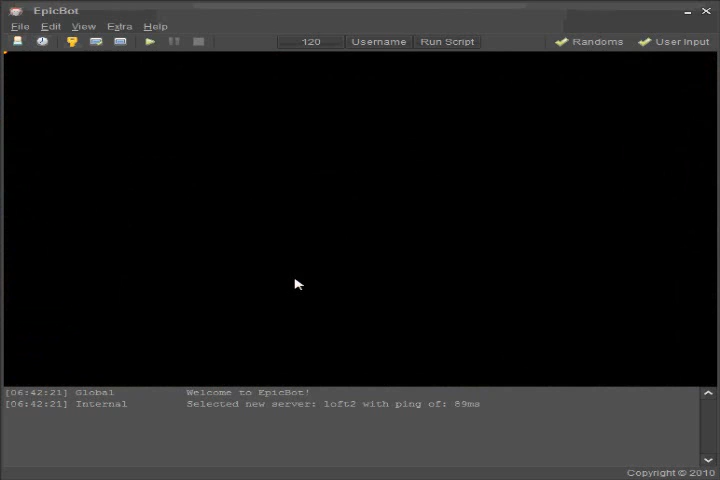 EpicBot
File Edit View Extra Help
120 Username Run Script Randoms User Input
[06:42:21] Global Welcome to EpicBot!
[06:42:21] Internal Selected new server: loft2 with ping of: 89ms
Copyright © 2010